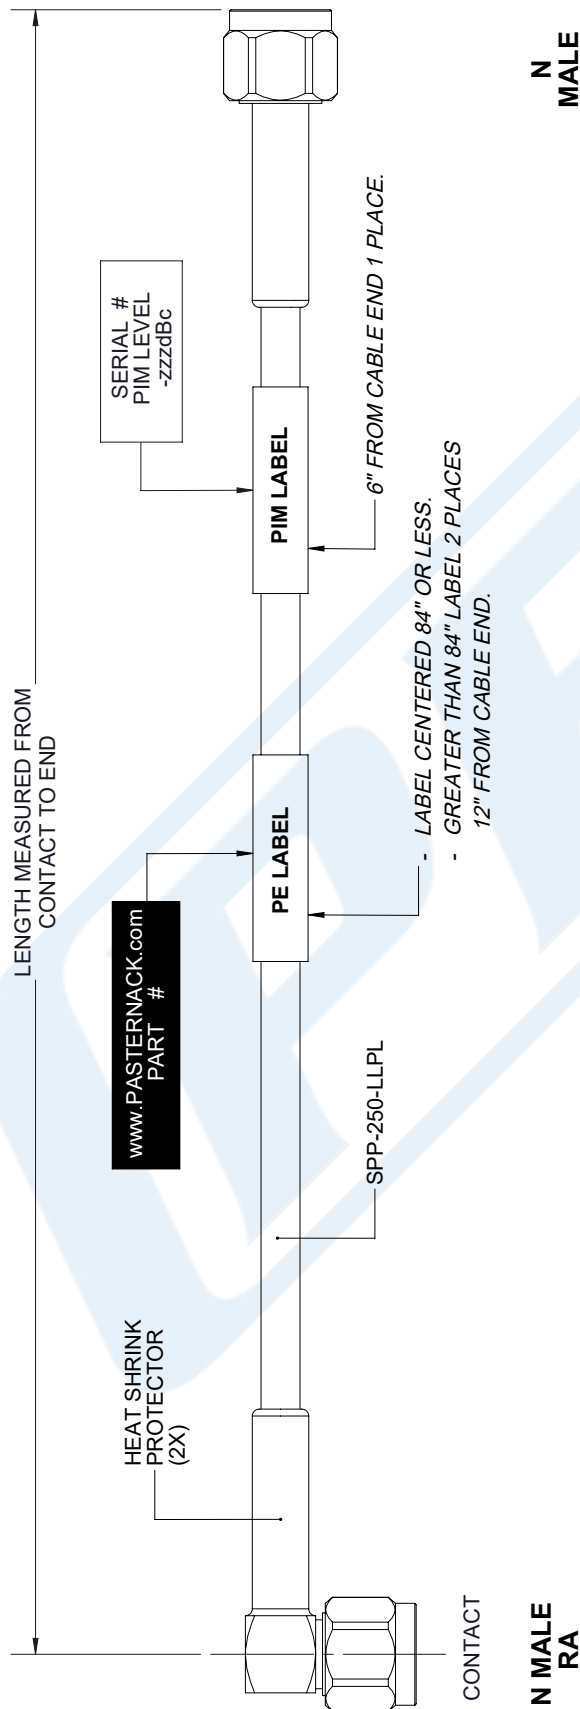 LENGTH MEASURED FROM
CONTACT TO END
HEAT SHRINK
PROTECTOR
(2X)
www.PASTERNACK.com
PART #
SERIAL #
PIM LEVEL
-zzzdBc
PE LABEL
PIM LABEL
SPP-250-LLPL
6" FROM CABLE END 1 PLACE.
- LABEL CENTERED 84" OR LESS.
- GREATER THAN 84" LABEL 2 PLACES
12" FROM CABLE END.
CONTACT
N MALE
RA
N
MALE